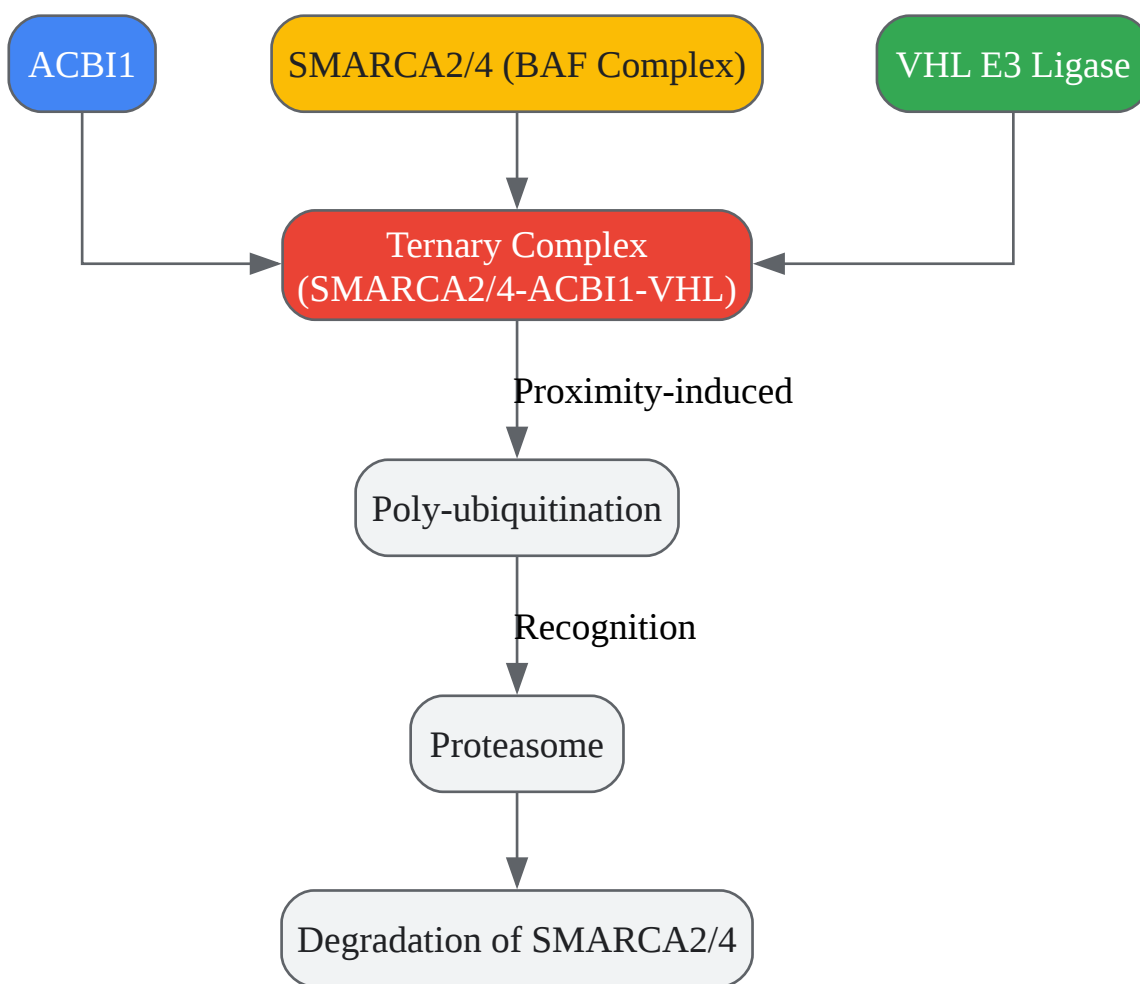 ACBI1
SMARCA2/4 (BAF Complex)
VHL E3 Ligase
Ternary Complex
(SMARCA2/4-ACBI1-VHL)
Proximity-induced
Poly-ubiquitination
Recognition
Proteasome
Degradation of SMARCA2/4